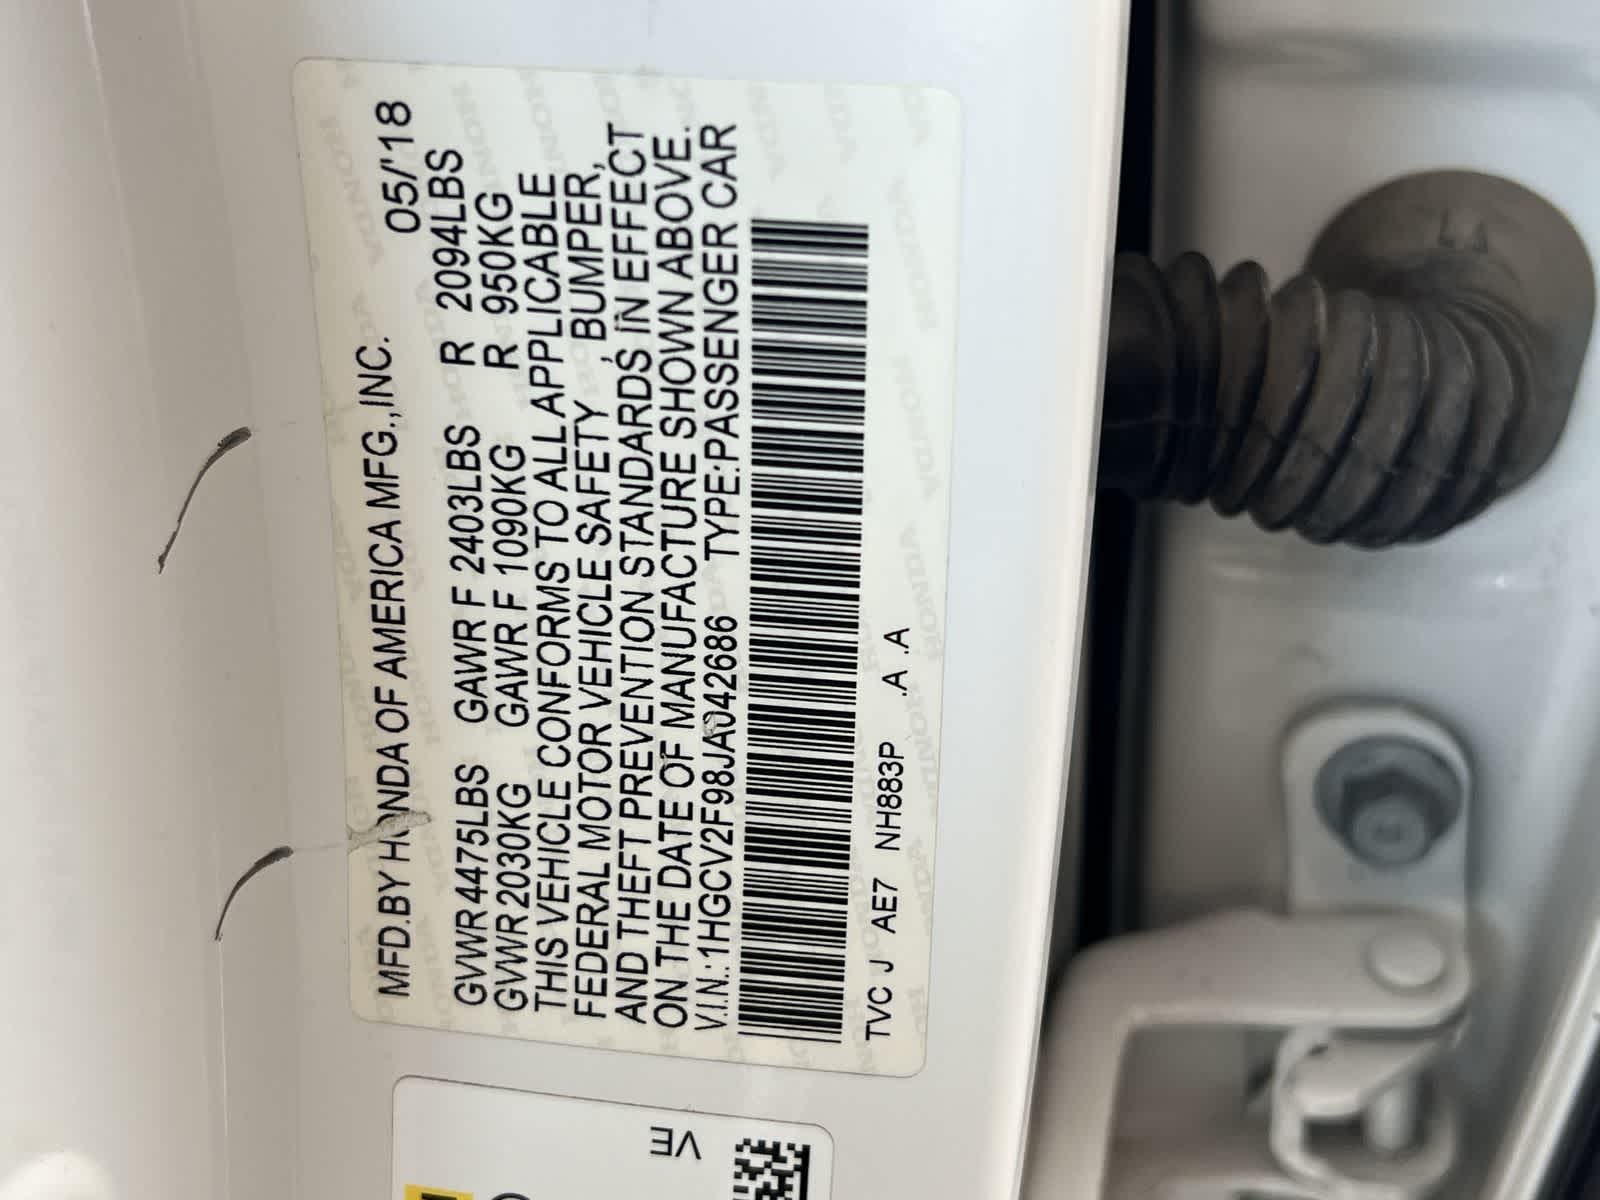 MFD.BY HONDA OF AMERICA MFG.,INC. 05/'18
GVWR 4475LBS GAWR F 2403LBS R 2094LBS
GVWR 2030KG GAWR F 1090KG R 950KG
THIS VEHICLE CONFORMS TO ALL APPLICABLE
FEDERAL MOTOR VEHICLE SAFETY, BUMPER,
AND THEFT PREVENTION STANDARDS IN EFFECT
ON THE DATE OF MANUFACTURE SHOWN ABOVE.
V.I.N.: 1HGCV2F98JA042686 TYPE:PASSENGER CAR
TVC J AE7 NH883P .A .A
VE